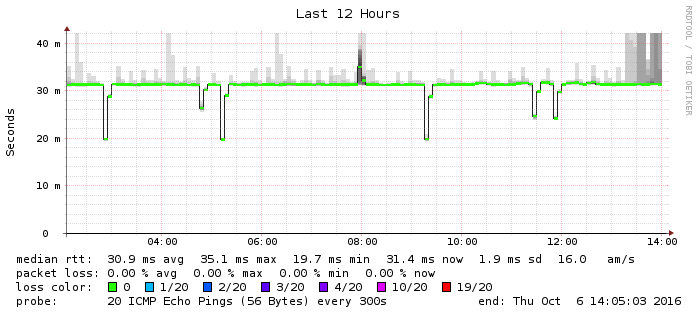 Last 12 Hours
RRDTOOL / TOBI OETIKER
Seconds
40 m
30 m
20 m
10 m
0
04:00 06:00 08:00 10:00 12:00 14:00
median rtt: 30.9 ms avg 35.1 ms max 19.7 ms min 31.4 ms now 1.9 ms sd 16.0 am/s
packet loss: 0.00 % avg 0.00 % max 0.00 % min 0.00 % now
loss color: 0 1/20 2/20 3/20 4/20 10/20 19/20
probe: 20 ICMP Echo Pings (56 Bytes) every 300s end: Thu Oct 6 14:05:03 2016